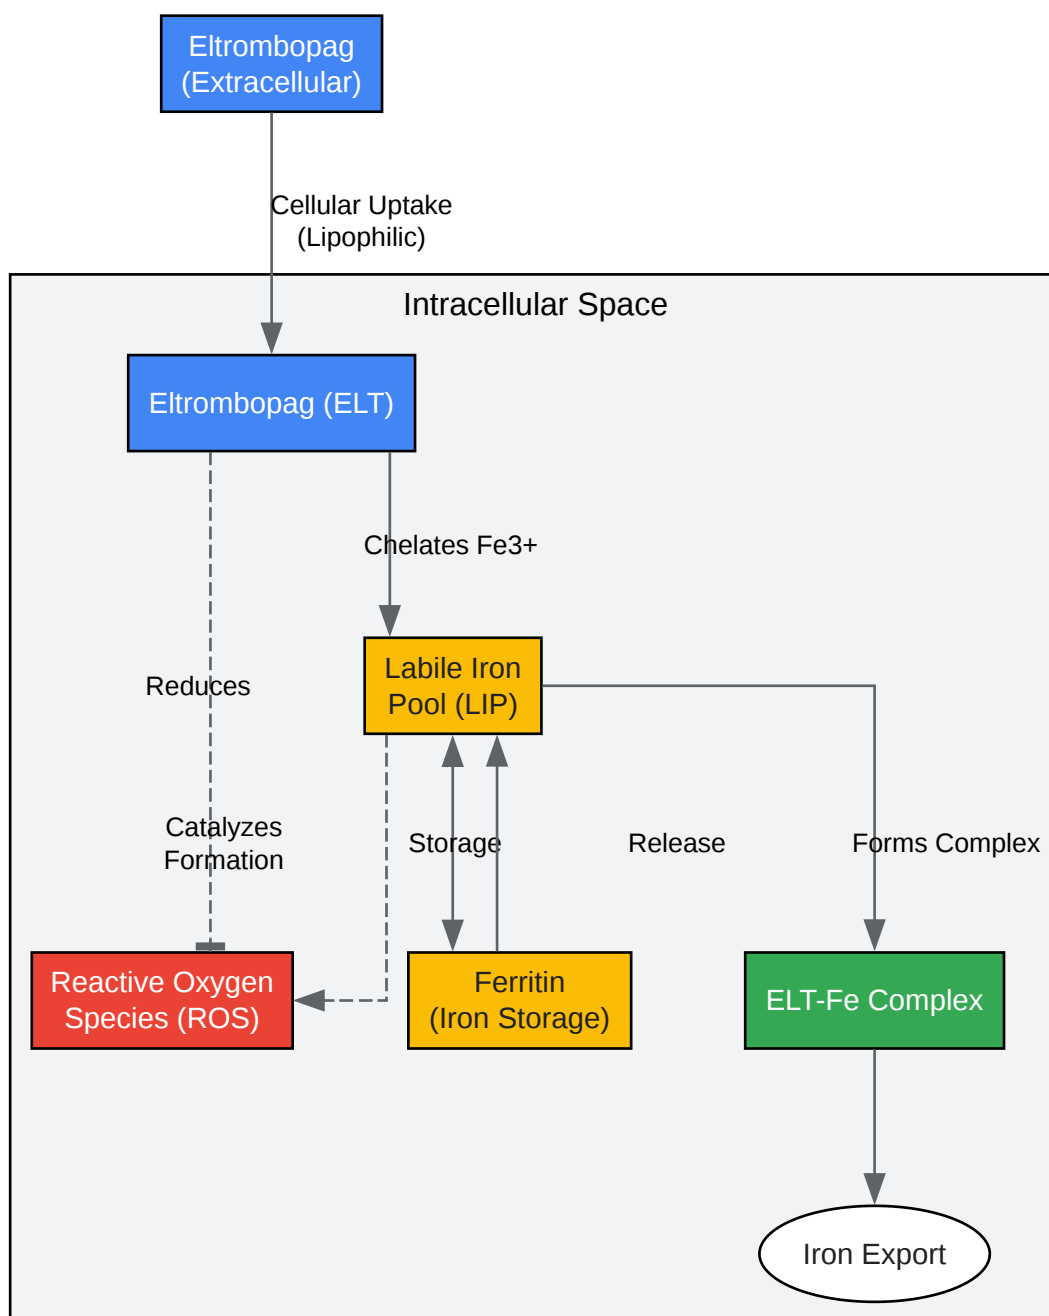 Eltrombopag
(Extracellular)
Cellular Uptake
(Lipophilic)
Intracellular Space
Eltrombopag (ELT)
Chelates Fe3+
Reduces
Labile Iron
Pool (LIP)
Catalyzes
Formation
Storage
Release
Forms Complex
Reactive Oxygen
Species (ROS)
Ferritin
(Iron Storage)
ELT-Fe Complex
Iron Export